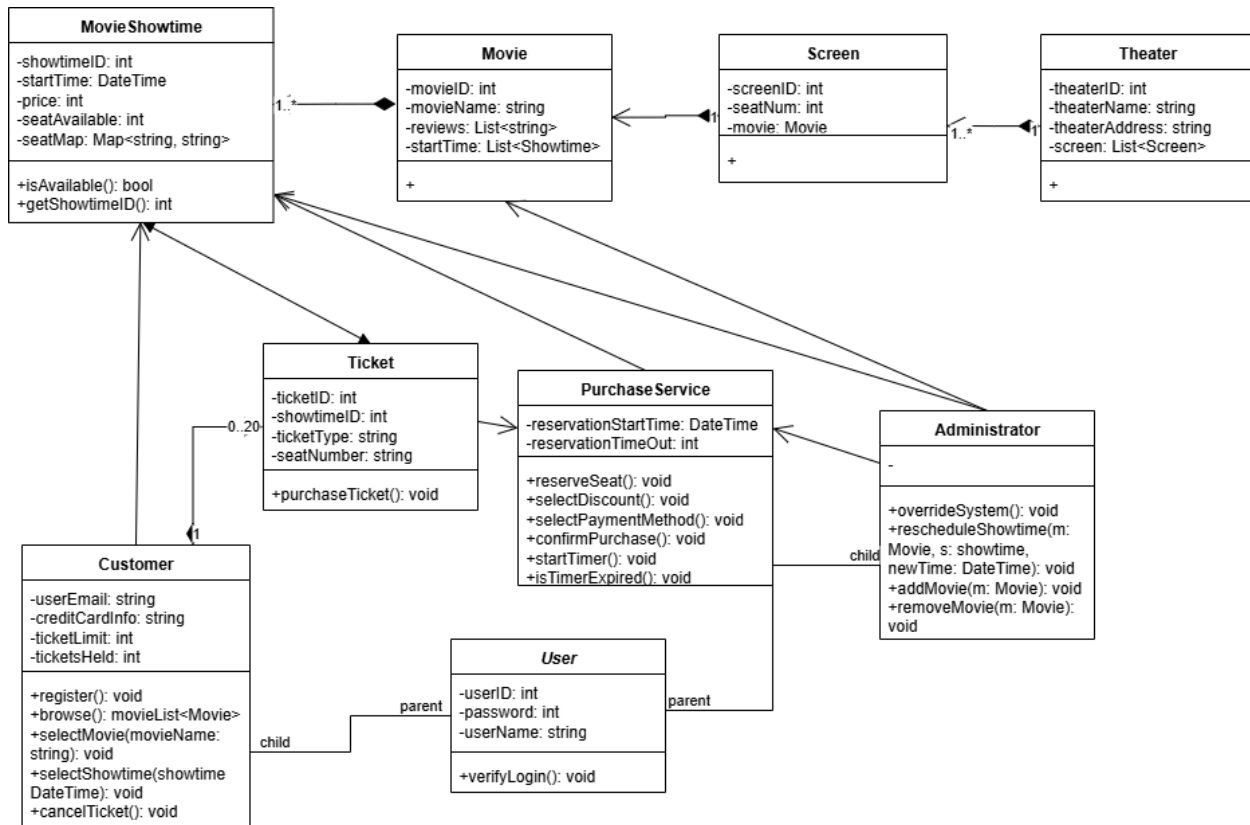 MovieShowtime
-showtimeID: int
-startTime: DateTime
-price: int
-seatAvailable: int
-seatMap: Map<string, string>
+isAvailable(): bool
+getShowtimeID(): int
1..*
Movie
-movieID: int
-movieName: string
-reviews: List<string>
-startTime: List<Showtime>
+
Screen
-screenID: int
-seatNum: int
-movie: Movie
+
1
1..*
1
Theater
-theaterID: int
-theaterName: string
-theaterAddress: string
-screen: List<Screen>
+
Ticket
-ticketID: int
-showtimeID: int
-ticketType: string
-seatNumber: string
+purchaseTicket(): void
0..20
1
PurchaseService
-reservationStartTime: DateTime
-reservationTimeOut: int
+reserveSeat(): void
+selectDiscount(): void
+selectPaymentMethod(): void
+confirmPurchase(): void
+startTimer(): void
+isTimerExpired(): void
Administrator
-
+overrideSystem(): void
+rescheduleShowtime(m:
Movie, s: showtime,
newTime: DateTime): void
+addMovie(m: Movie): void
+removeMovie(m: Movie):
void
child
Customer
-userEmail: string
-creditCardInfo: string
-ticketLimit: int
-ticketsHeld: int
+register(): void
+browse(): movieList<Movie>
+selectMovie(movieName:
string): void
+selectShowtime(showtime
DateTime): void
+cancelTicket(): void
child
parent
User
-userID: int
-password: int
-userName: string
+verifyLogin(): void
parent